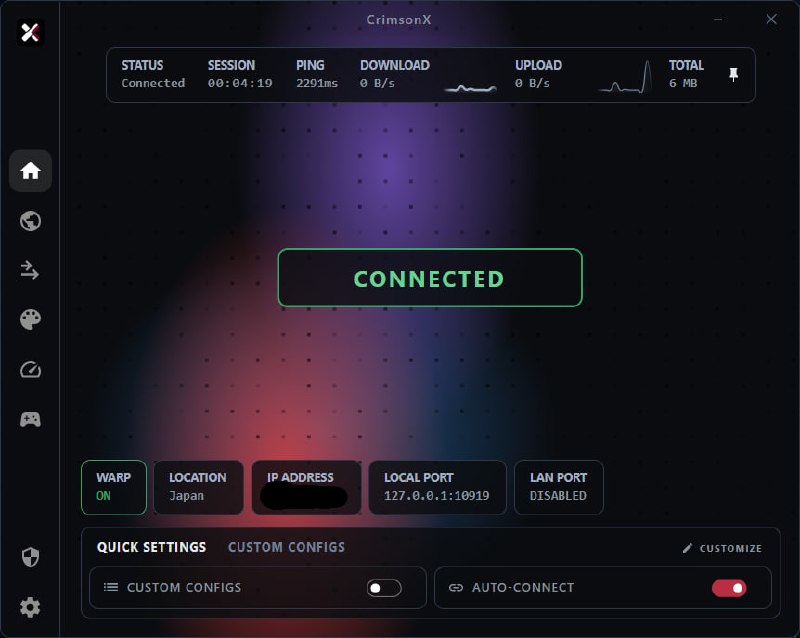 CrimsonX
STATUS SESSION PING DOWNLOAD UPLOAD TOTAL
Connected 00:04:19 2291ms 0 B/s 0 B/s 6 MB
CONNECTED
WARP LOCATION IP ADDRESS LOCAL PORT LAN PORT
ON Japan 127.0.0.1:10919 DISABLED
QUICK SETTINGS CUSTOM CONFIGS CUSTOMIZE
CUSTOM CONFIGS AUTO-CONNECT